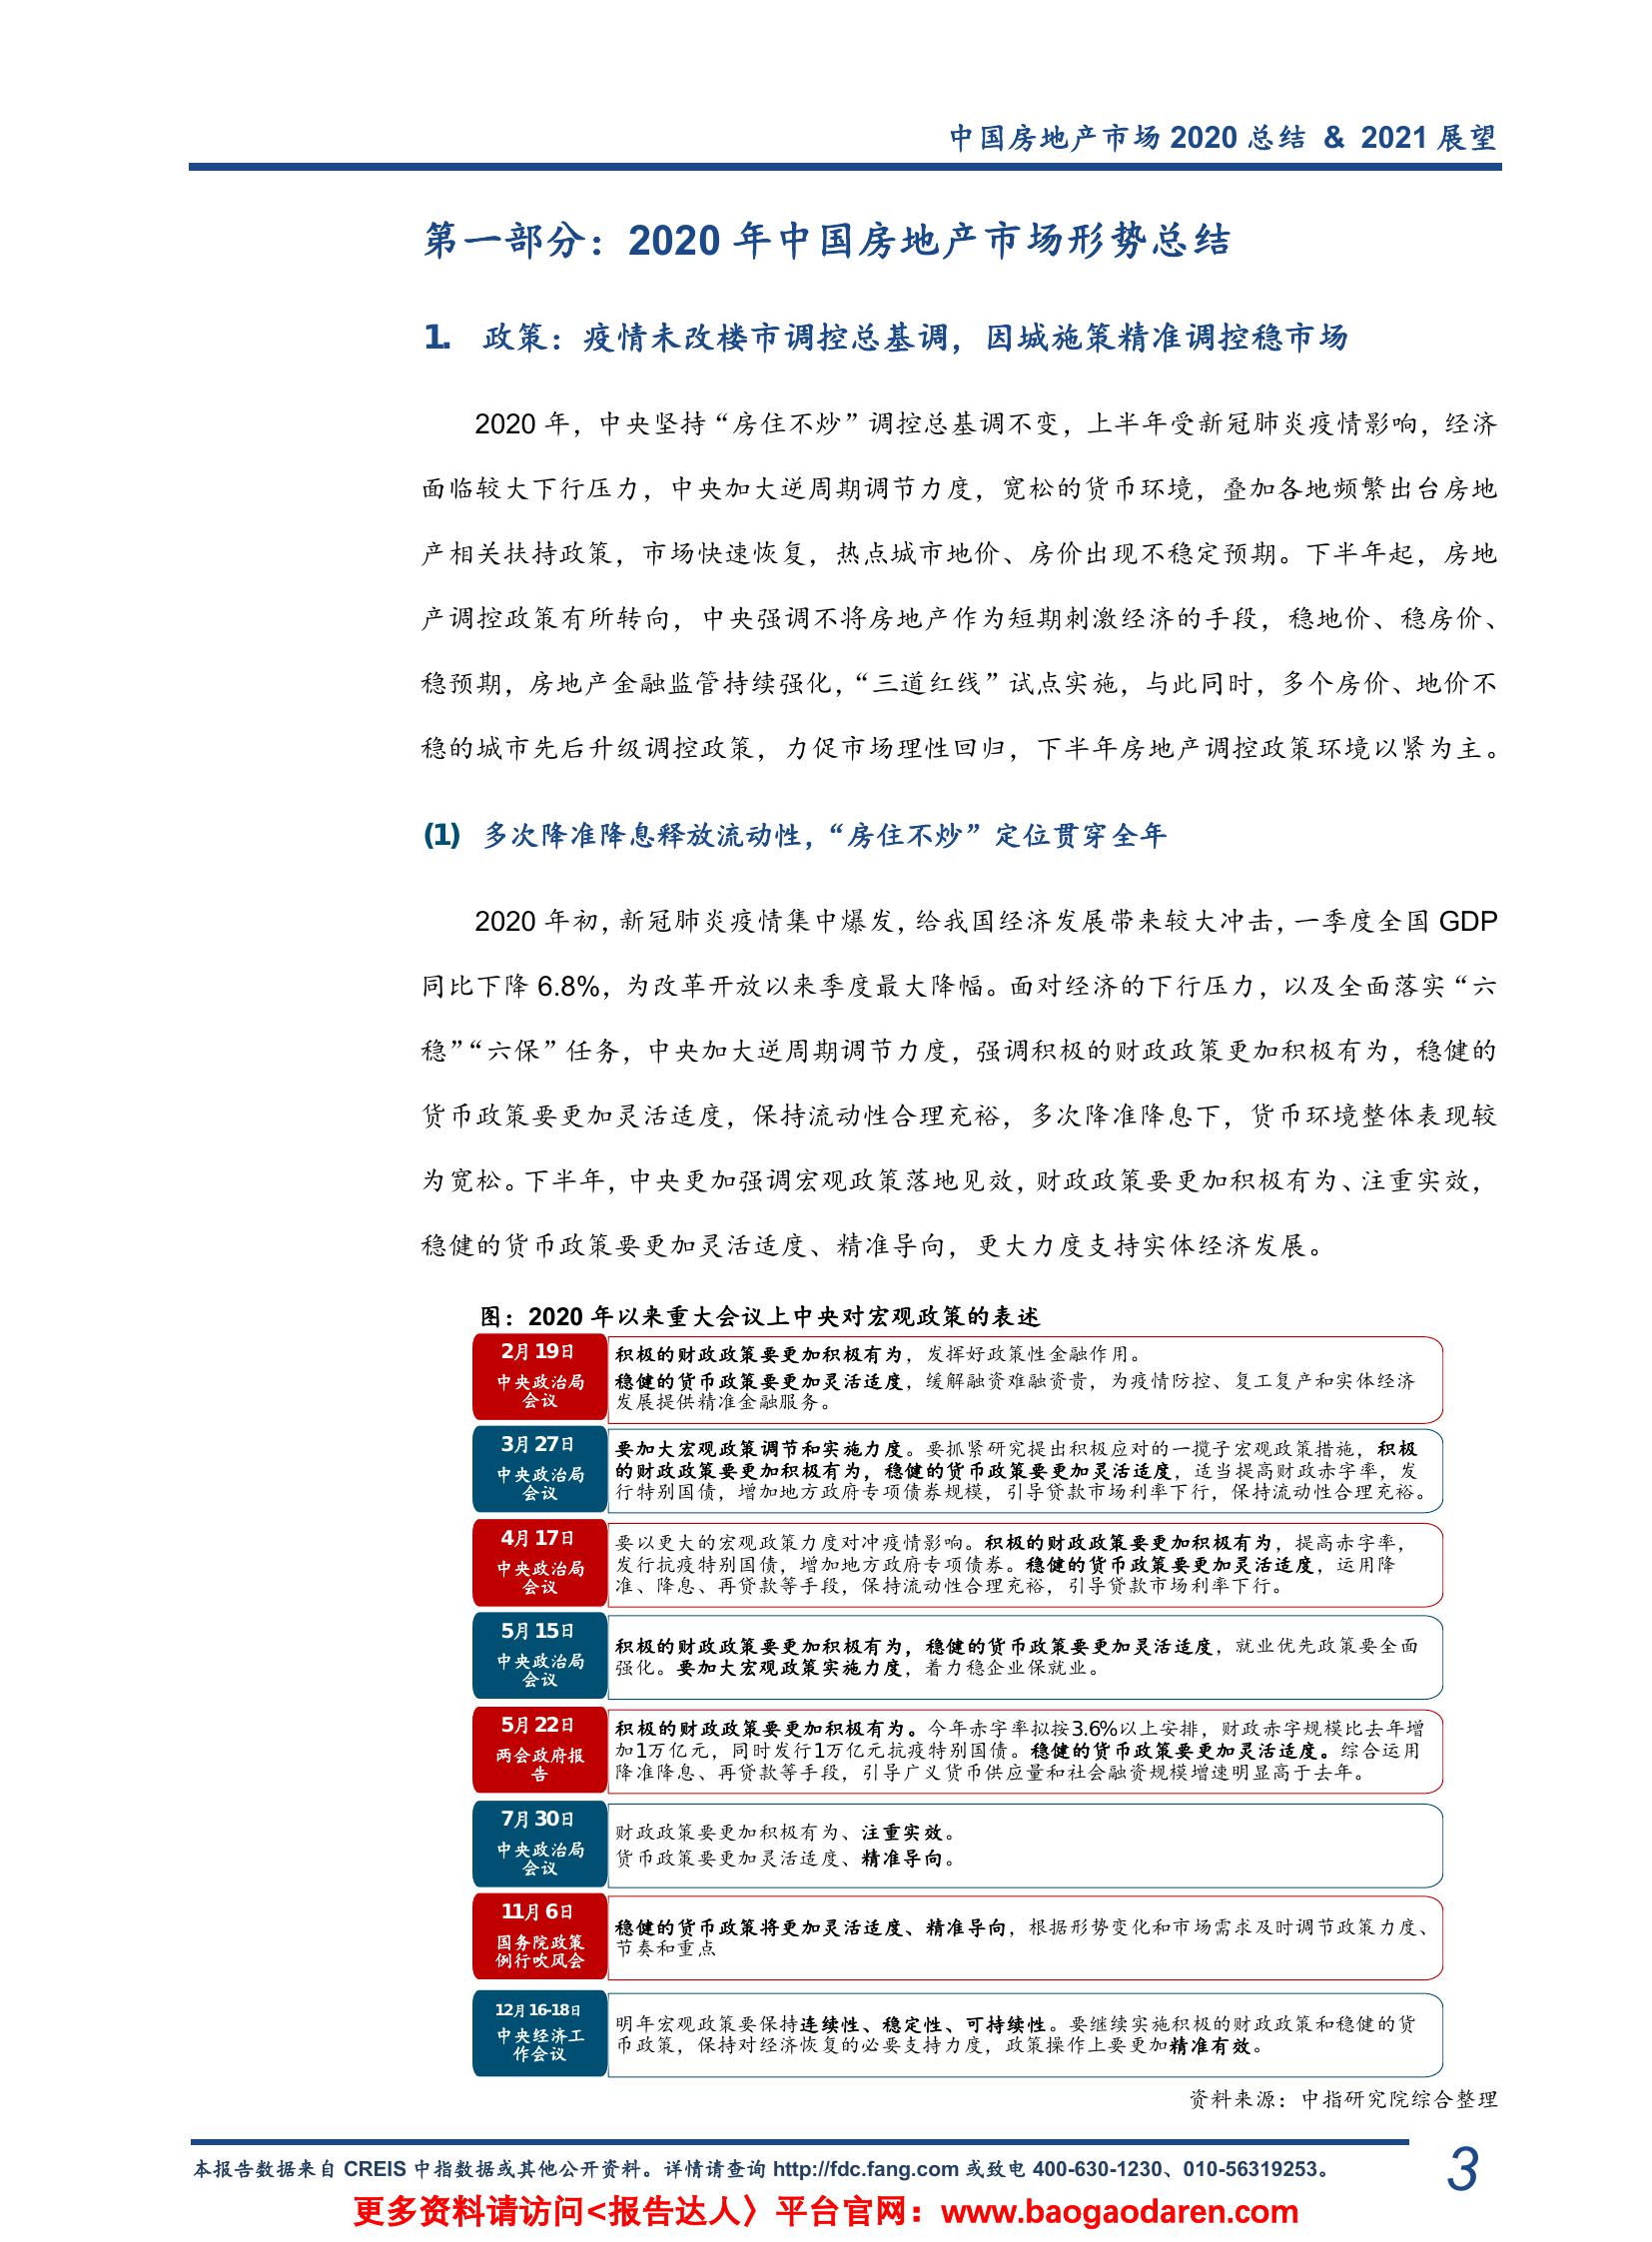 中国房地产市场 2020 总结 & 2021 展望
第一部分：2020 年中国房地产市场形势总结
1. 政策：疫情未改楼市调控总基调，因城施策精准调控稳市场
2020 年，中央坚持“房住不炒”调控总基调不变，上半年受新冠肺炎疫情影响，经济
面临较大下行压力，中央加大逆周期调节力度，宽松的货币环境，叠加各地频繁出台房地
产相关扶持政策，市场快速恢复，热点城市地价、房价出现不稳定预期。下半年起，房地
产调控政策有所转向，中央强调不将房地产作为短期刺激经济的手段，稳地价、稳房价、
稳预期，房地产金融监管持续强化，“三道红线”试点实施，与此同时，多个房价、地价不
稳的城市先后升级调控政策，力促市场理性回归，下半年房地产调控政策环境以紧为主。
(1) 多次降准降息释放流动性，“房住不炒”定位贯穿全年
2020 年初，新冠肺炎疫情集中爆发，给我国经济发展带来较大冲击，一季度全国 GDP
同比下降 6.8%，为改革开放以来季度最大降幅。面对经济的下行压力，以及全面落实“六
稳”“六保”任务，中央加大逆周期调节力度，强调积极的财政政策更加积极有为，稳健的
货币政策要更加灵活适度，保持流动性合理充裕，多次降准降息下，货币环境整体表现较
为宽松。下半年，中央更加强调宏观政策落地见效，财政政策要更加积极有为、注重实效，
稳健的货币政策要更加灵活适度、精准导向，更大力度支持实体经济发展。
图：2020 年以来重大会议上中央对宏观政策的表述
2月19日
中央政治局
会议
积极的财政政策要更加积极有为，发挥好政策性金融作用。
稳健的货币政策要更加灵活适度，缓解融资难融资贵，为疫情防控、复工复产和实体经济
发展提供精准金融服务。
3月27日
中央政治局
会议
要加大宏观政策调节和实施力度。要抓紧研究提出积极应对的一揽子宏观政策措施，积极
的财政政策要更加积极有为，稳健的货币政策要更加灵活适度，适当提高财政赤字率，发
行特别国债，增加地方政府专项债券规模，引导贷款市场利率下行，保持流动性合理充裕。
4月17日
中央政治局
会议
要以更大的宏观政策力度对冲疫情影响。积极的财政政策要更加积极有为，提高赤字率，
发行抗疫特别国债，增加地方政府专项债券。稳健的货币政策要更加灵活适度，运用降
准、降息、再贷款等手段，保持流动性合理充裕，引导贷款市场利率下行。
5月15日
中央政治局
会议
积极的财政政策要更加积极有为，稳健的货币政策要更加灵活适度，就业优先政策要全面
强化。要加大宏观政策实施力度，着力稳企业保就业。
5月22日
两会政府报
告
积极的财政政策要更加积极有为。今年赤字率拟按3.6%以上安排，财政赤字规模比去年增
加1万亿元，同时发行1万亿元抗疫特别国债。稳健的货币政策要更加灵活适度。综合运用
降准降息、再贷款等手段，引导广义货币供应量和社会融资规模增速明显高于去年。
7月30日
中央政治局
会议
财政政策要更加积极有为、注重实效。
货币政策要更加灵活适度、精准导向。
11月6日
国务院政策
例行吹风会
稳健的货币政策将更加灵活适度、精准导向，根据形势变化和市场需求及时调节政策力度、
节奏和重点
12月16-18日
中央经济工
作会议
明年宏观政策要保持连续性、稳定性、可持续性。要继续实施积极的财政政策和稳健的货
币政策，保持对经济恢复的必要支持力度，政策操作上要更加精准有效。
资料来源：中指研究院综合整理
本报告数据来自 CREIS 中指数据或其他公开资料。详情请查询 http://fdc.fang.com 或致电 400-630-1230、010-56319253。
3
更多资料请访问<报告达人〉平台官网：www.baogaodaren.com